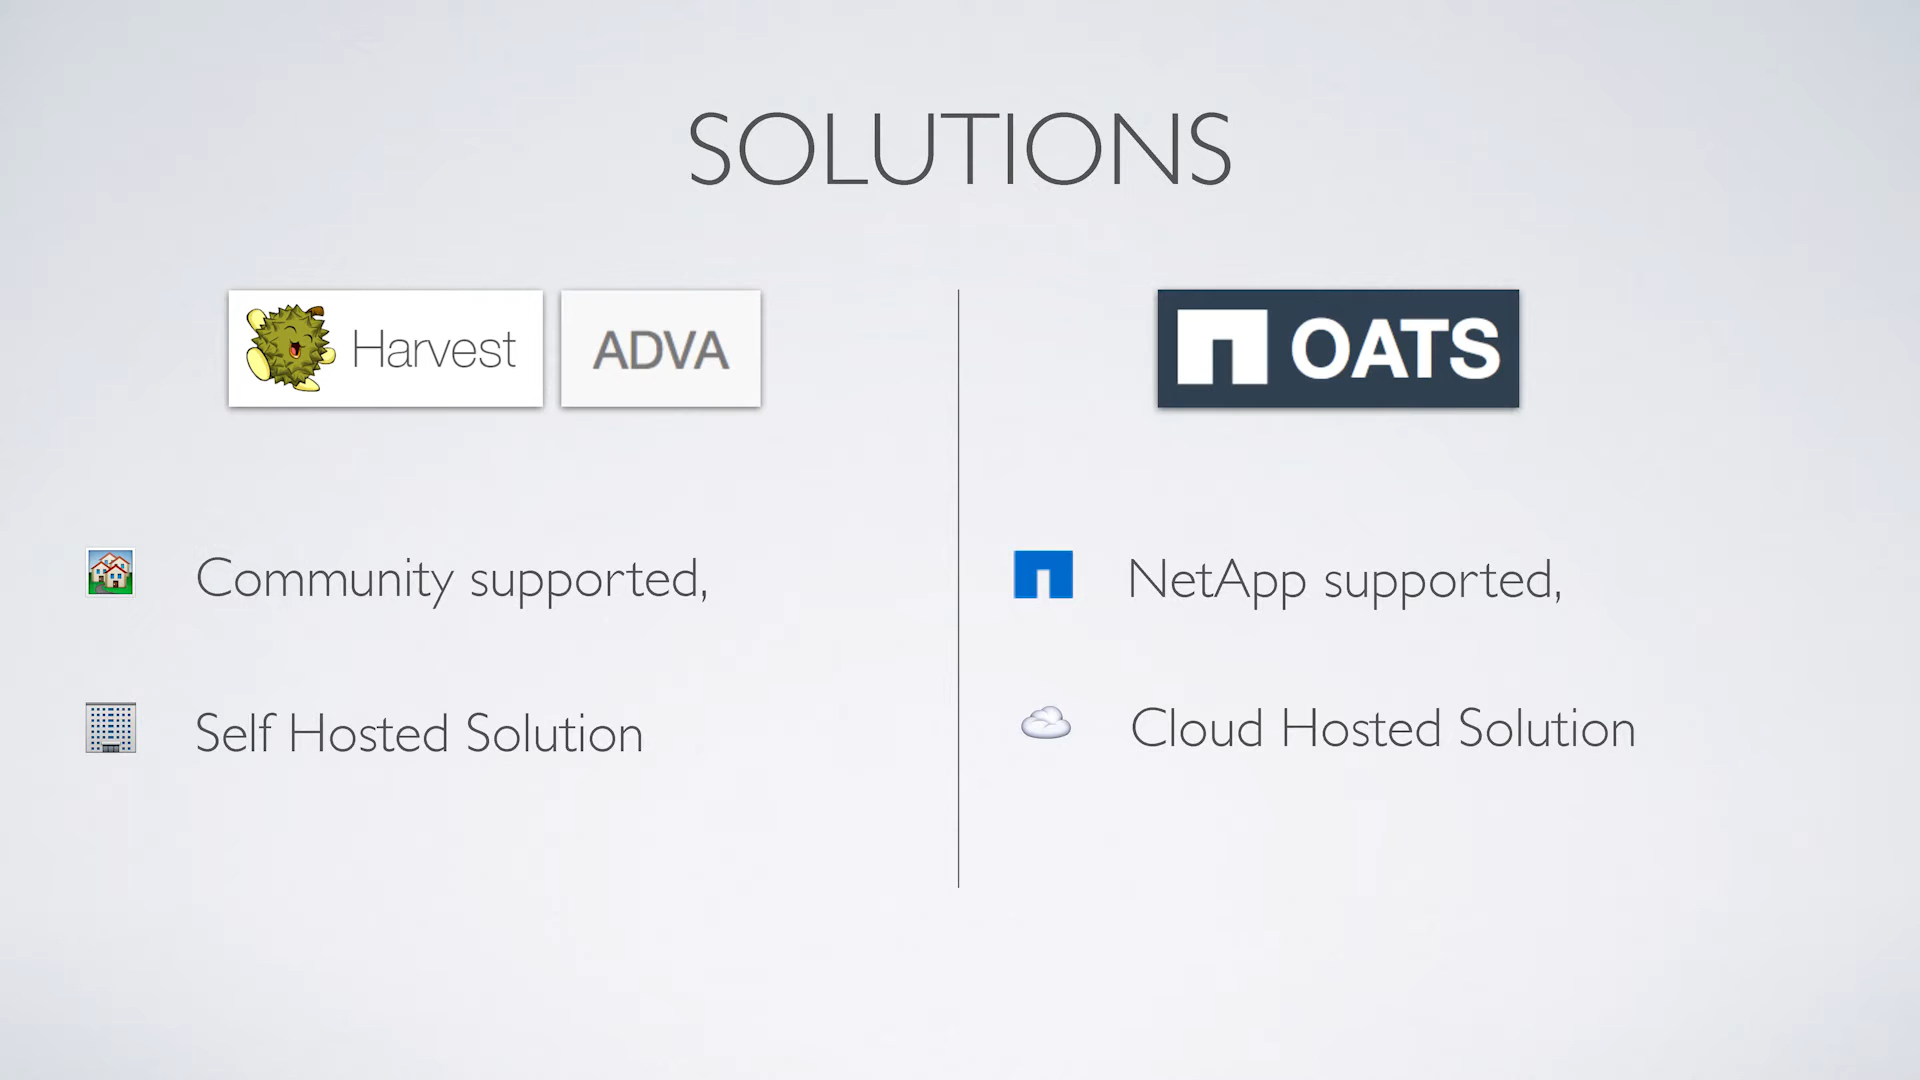 SOLUTIONS
Harvest
ADVA
Community supported,
Self Hosted Solution
OATS
NetApp supported,
Cloud Hosted Solution